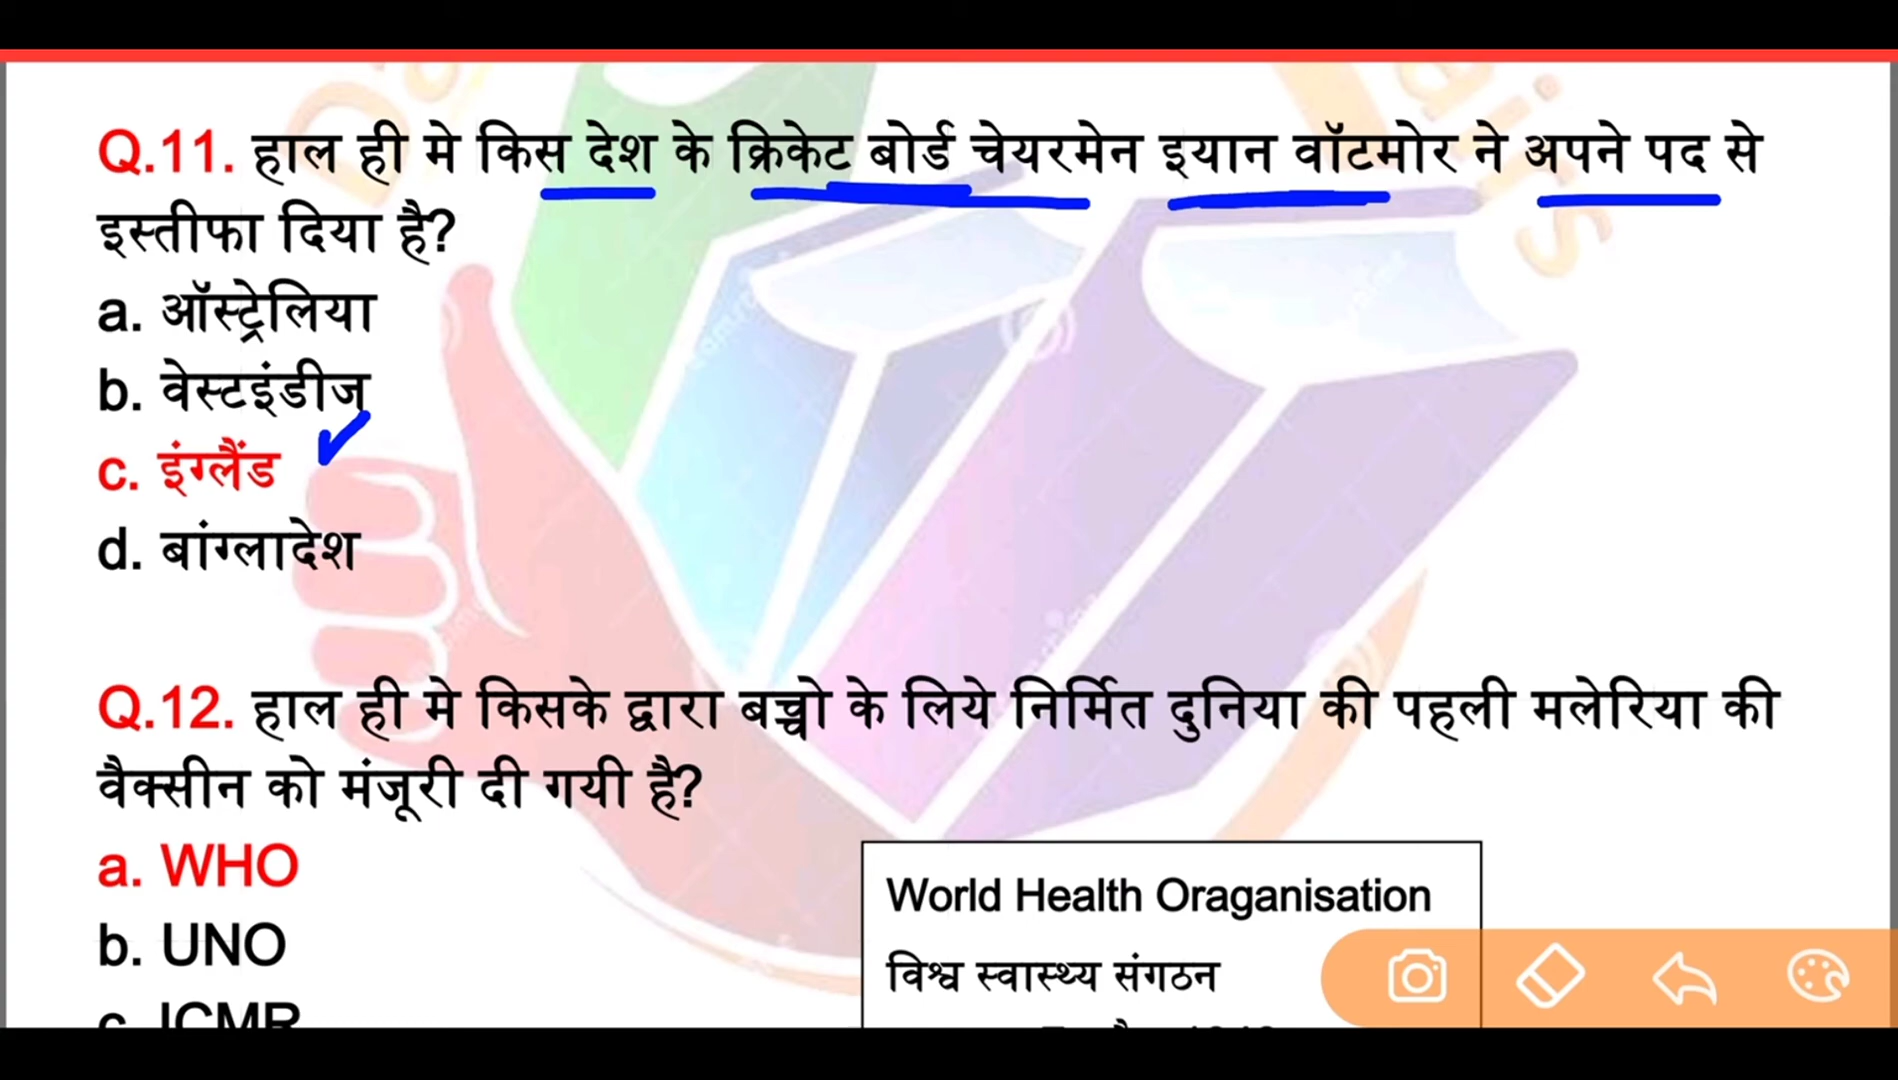 Q.11. हाल ही मे किस देश के क्रिकेट बोर्ड चेयरमेन इयान वॉटमोर ने अपने पद से
इस्तीफा दिया है?
a. ऑस्ट्रेलिया
b. वेस्टइंडीज
c. इंग्लैंड
d. बांग्लादेश
Q.12. हाल ही मे किसके द्वारा बच्चो के लिये निर्मित दुनिया की पहली मलेरिया की
वैक्सीन को मंजूरी दी गयी है?
a. WHO
b. UNO
c. ICMR
World Health Oraganisation
विश्व स्वास्थ्य संगठन